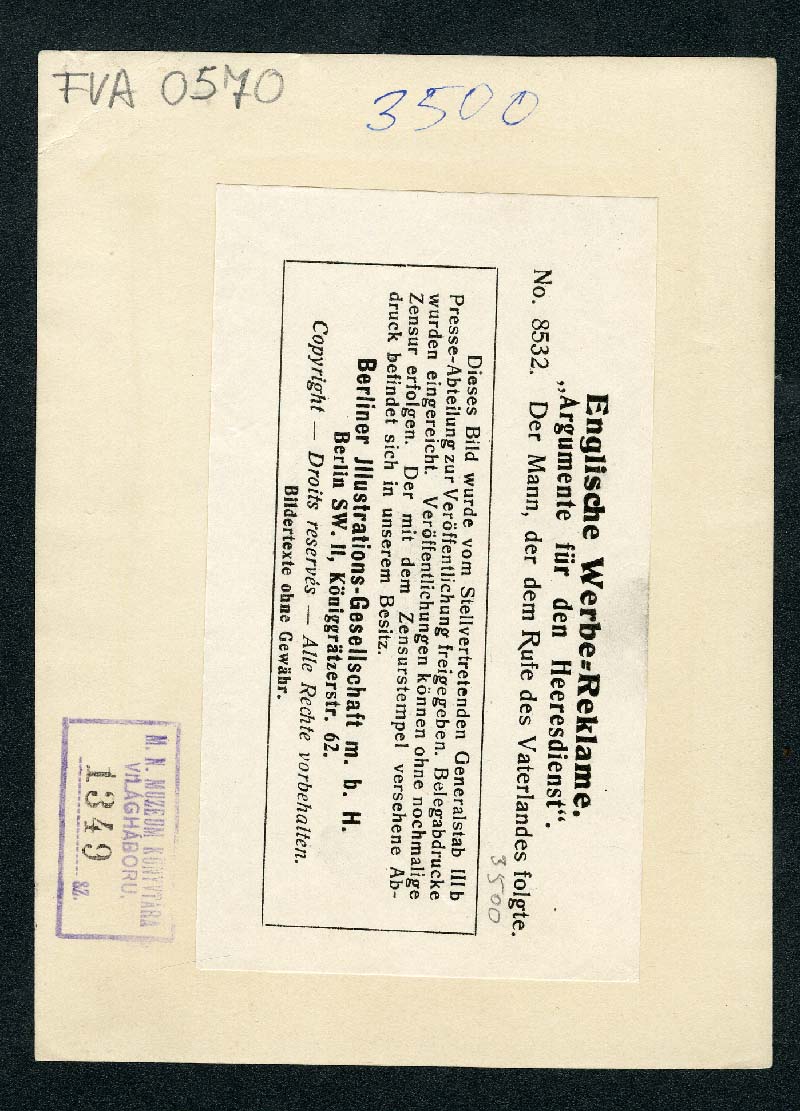 FVA 0570
3500
Englische Werbe=Reklame.
„Argumente für den Heeresdienst“.
No. 8532. Der Mann, der dem Rufe des Vaterlandes folgte.
3500
Dieses Bild wurde vom Stellvertretenden Generalstab IIIb
Presse-Abteilung zur Veröffentlichung freigegeben. Belegabdrucke
wurden eingereicht. Veröffentlichungen können ohne nochmalige
Zensur erfolgen. Der mit dem Zensurstempel versehene Ab-
druck befindet sich in unserem Besitz.
Berliner Jllustrations-Gesellschaft m. b. H.
Berlin SW. 11, Königgrätzerstr. 62.
Copyright — Droits reservés — Alle Rechte vorbehalten.
Bildertexte ohne Gewähr.
M. N. MUZEUM KÖNYVTÁRA
VILÁGHÁBORU.
1349 SZ.